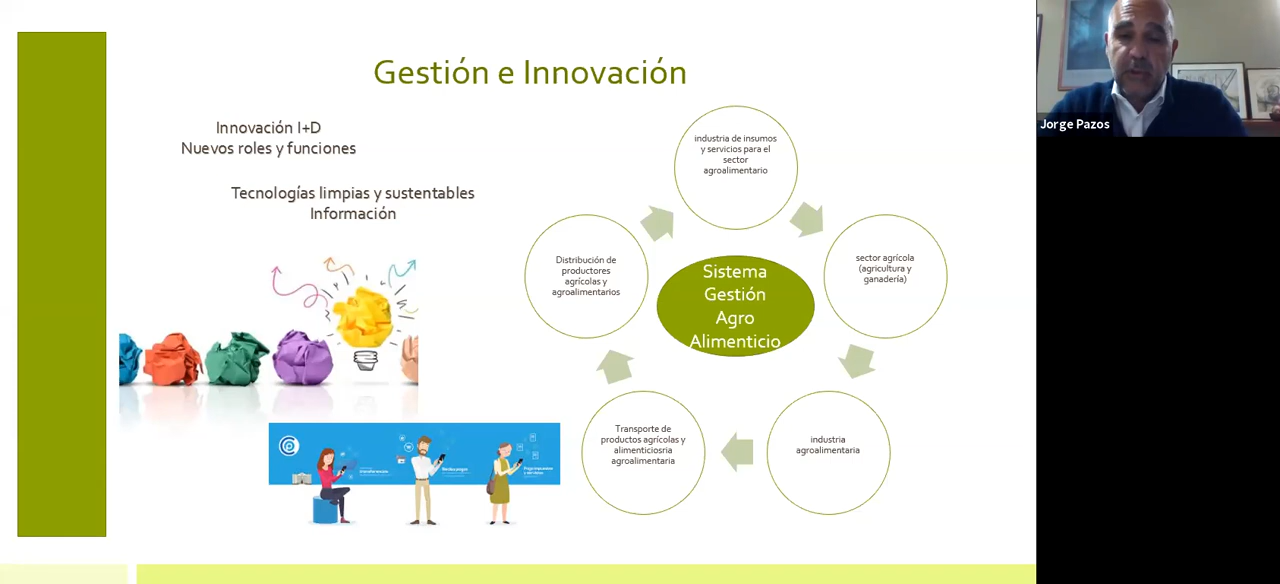 Gestión e Innovación
Innovación I+D
Nuevos roles y funciones
Tecnologías limpias y sustentables
Información
industria de insumos
y servicios para el
sector
agroalimentario
sector agrícola
(agricultura y
ganadería)
industria
agroalimentaria
Transporte de
productos agrícolas y
alimenticiosria
agroalimentaria
Distribución de
productores
agrícolas y
agroalimentarios
Sistema
Gestión
Agro
Alimenticio
Jorge Pazos